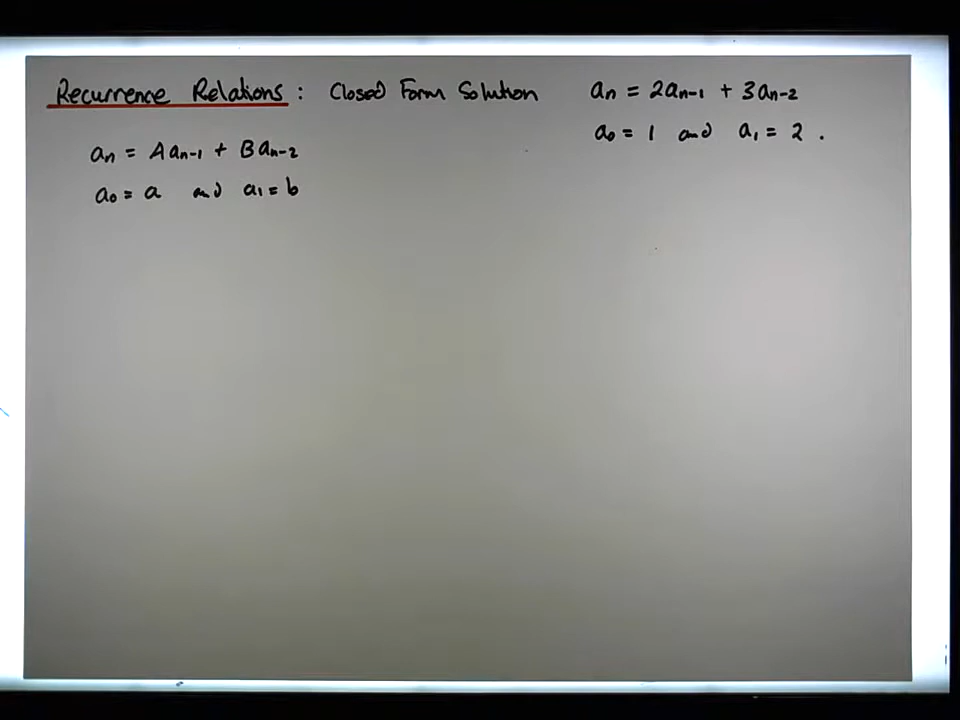 Recurrence Relations : Closed Form Solution
aₙ = Aaₙ₋₁ + Baₙ₋₂
a₀ = a and a₁ = b
aₙ = 2aₙ₋₁ + 3aₙ₋₂
a₀ = 1 and a₁ = 2 .